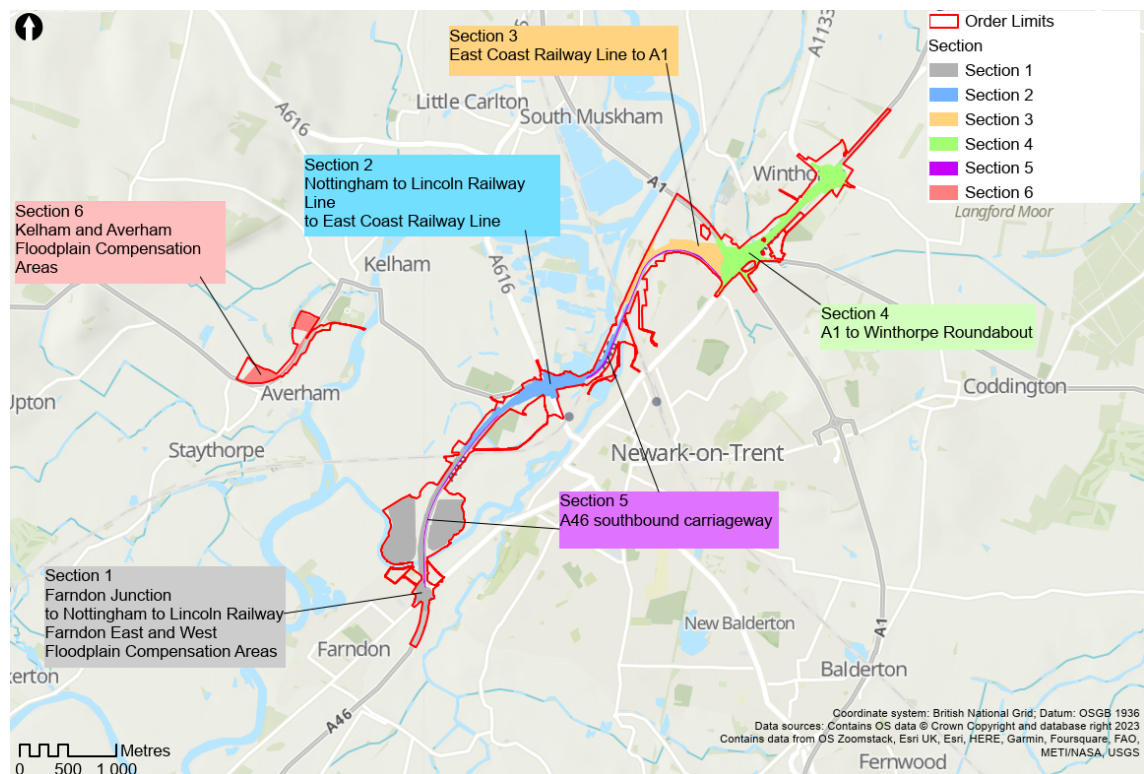 Order Limits
Section
Section 1
Section 2
Section 3
Section 4
Section 5
Section 6
Section 3
East Coast Railway Line to A1
A1133
Little Carlton
South Muskham
A616
Section 2
Nottingham to Lincoln Railway
Line
to East Coast Railway Line
A1
Wintho
Langford Moor
Section 6
Kelham and Averham
Floodplain Compensation
Areas
Kelham
A616
Section 4
A1 to Winthorpe Roundabout
Averham
Upton
Coddington
Staythorpe
Newark-on-Trent
Section 5
A46 southbound carriageway
Section 1
Farndon Junction
to Nottingham to Lincoln Railway
Farndon East and West
Floodplain Compensation Areas
New Balderton
A1
Farndon
Balderton
kerton
A46
Coordinate system: British National Grid; Datum: OSGB 1936
Data sources: Contains OS data © Crown Copyright and database right 2023
Contains data from OS Zoomstack, Esri UK, Esri, HERE, Garmin, Foursquare, FAO,
METI/NASA, USGS
Metres
0 500 1 000
Fernwood